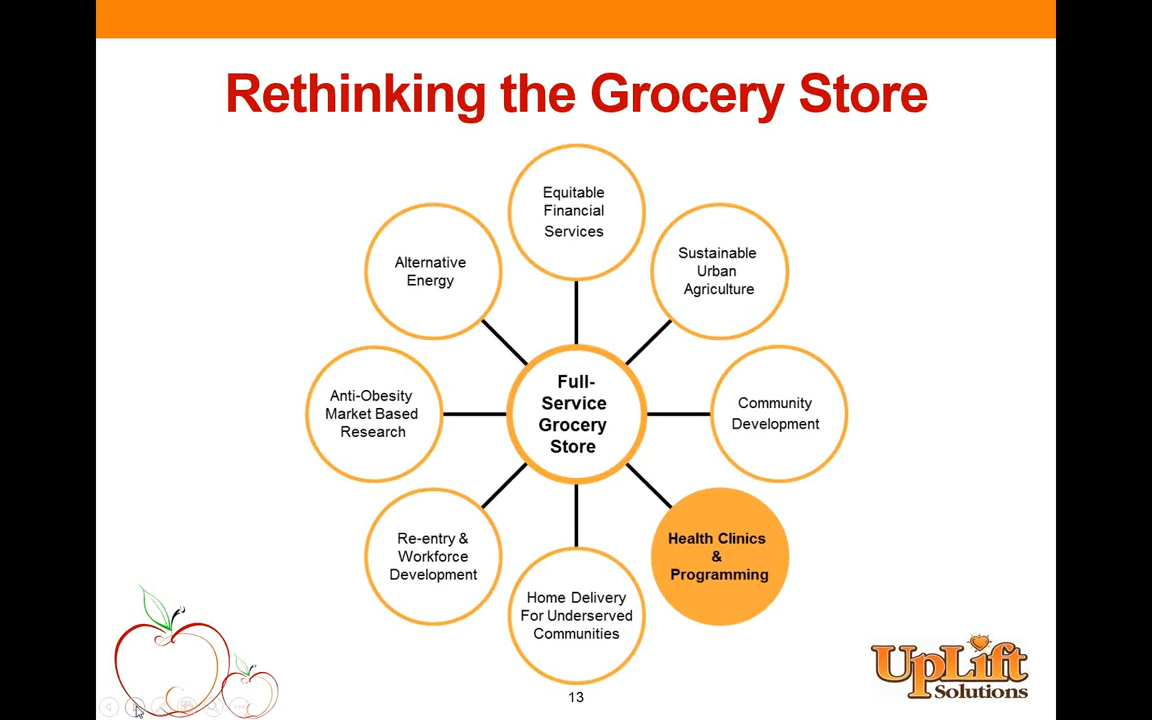 Rethinking the Grocery Store
Equitable
Financial
Services
Sustainable
Urban
Agriculture
Community
Development
Health Clinics
&
Programming
Home Delivery
For Underserved
Communities
Re-entry &
Workforce
Development
Anti-Obesity
Market Based
Research
Alternative
Energy
Full-
Service
Grocery
Store
UpLift
Solutions
13